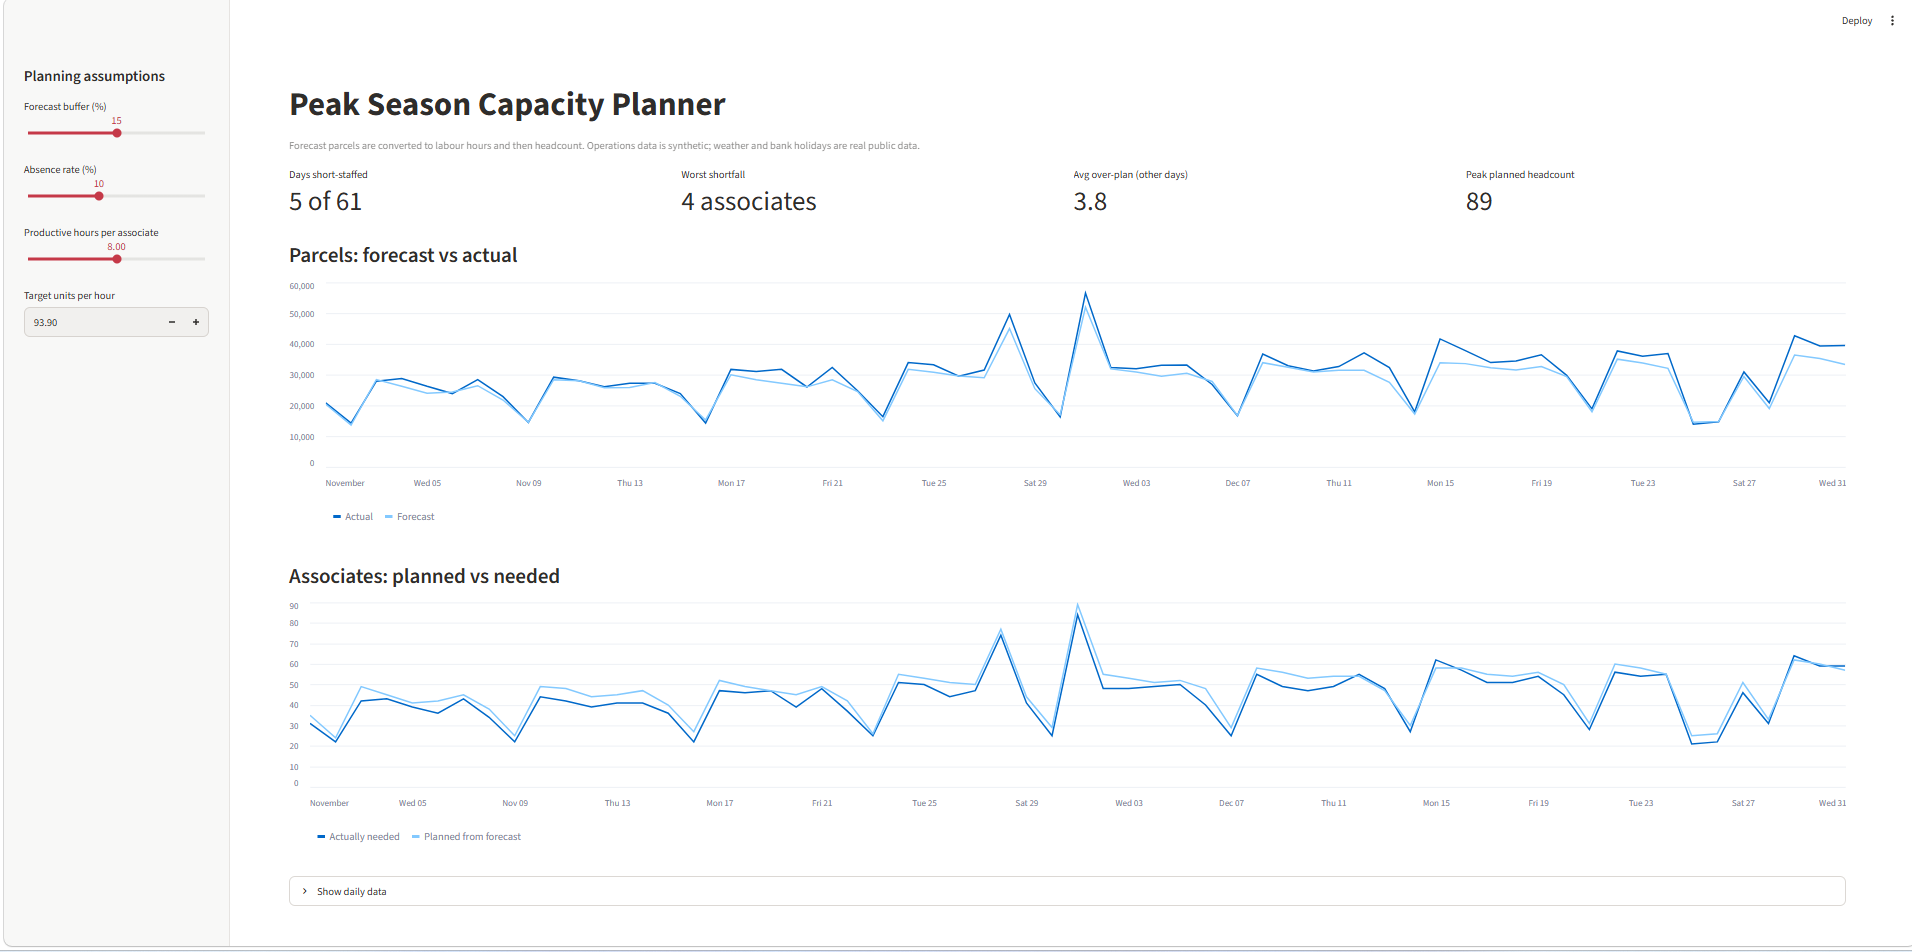 Deploy
Planning assumptions
Forecast buffer (%)
15
Absence rate (%)
10
Productive hours per associate
8.00
Target units per hour
93.90
Peak Season Capacity Planner
Forecast parcels are converted to labour hours and then headcount. Operations data is synthetic; weather and bank holidays are real public data.
Days short-staffed
5 of 61
Worst shortfall
4 associates
Avg over-plan (other days)
3.8
Peak planned headcount
89
Parcels: forecast vs actual
60,000
50,000
40,000
30,000
20,000
10,000
0
November Wed 05 Nov 09 Thu 13 Mon 17 Fri 21 Tue 25 Sat 29 Wed 03 Dec 07 Thu 11 Mon 15 Fri 19 Tue 23 Sat 27 Wed 31
Actual Forecast
Associates: planned vs needed
90
80
70
60
50
40
30
20
10
0
November Wed 05 Nov 09 Thu 13 Mon 17 Fri 21 Tue 25 Sat 29 Wed 03 Dec 07 Thu 11 Mon 15 Fri 19 Tue 23 Sat 27 Wed 31
Actually needed Planned from forecast
Show daily data